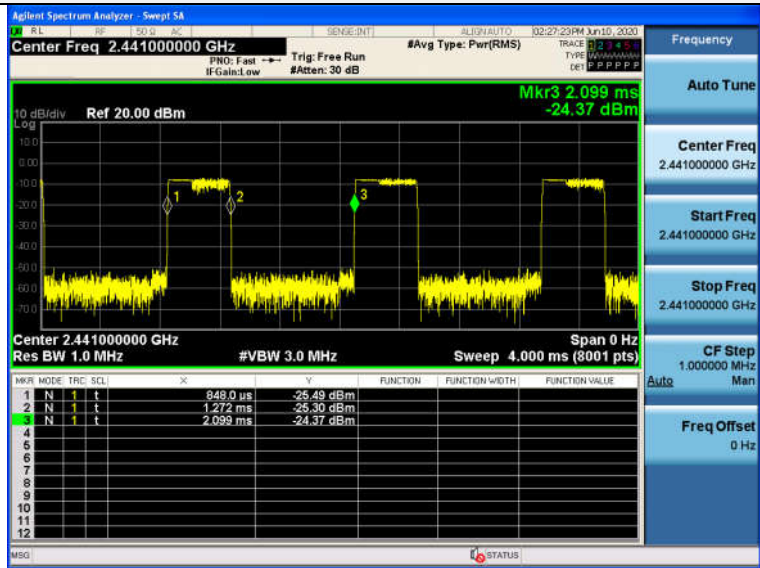 Agilent Spectrum Analyzer - Swept SA
RL RF 50 Ω AC SENSE:INT ALIGNAUTO 02:27:23PM Jun10, 2020
Center Freq 2.441000000 GHz #Avg Type: Pwr(RMS) TRACE 1 2 3 4 5 6
PNO: Fast Trig: Free Run TYPE
IFGain:Low #Atten: 30 dB DET P P P P P P
Mkr3 2.099 ms
10 dB/div Ref 20.00 dBm -24.37 dBm
Log
10.0
0.00
-10.0
-20.0
-30.0
-40.0
-50.0
-60.0
-70.0
1
2
3
Center 2.441000000 GHz Span 0 Hz
Res BW 1.0 MHz #VBW 3.0 MHz Sweep 4.000 ms (8001 pts)
MKR MODE TRC SCL X Y FUNCTION FUNCTION WIDTH FUNCTION VALUE
1 N 1 t 848.0 µs -25.49 dBm
2 N 1 t 1.272 ms -25.30 dBm
3 N 1 t 2.099 ms -24.37 dBm
4
5
6
7
8
9
10
11
12
MSG STATUS
Frequency
Auto Tune
Center Freq
2.441000000 GHz
Start Freq
2.441000000 GHz
Stop Freq
2.441000000 GHz
CF Step
1.000000 MHz
Auto Man
Freq Offset
0 Hz